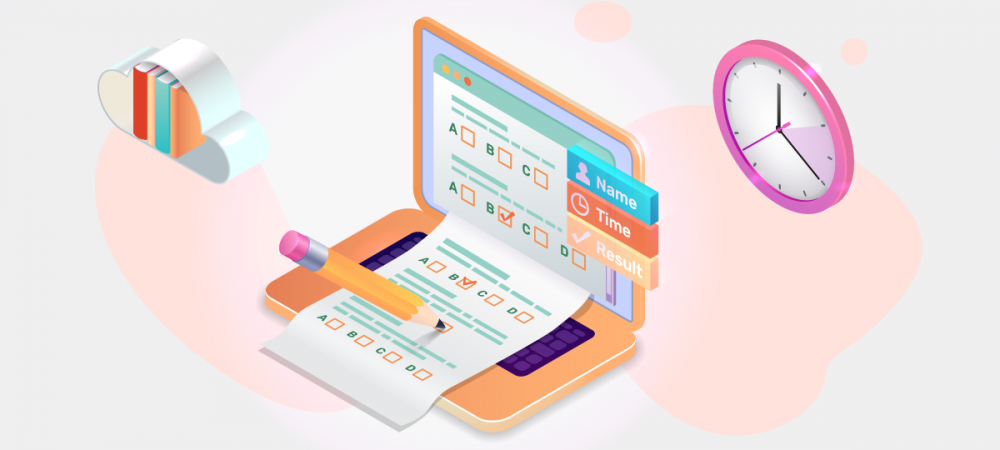 A B C
A B C D
Name
Time
Result
A B C D
A B C D